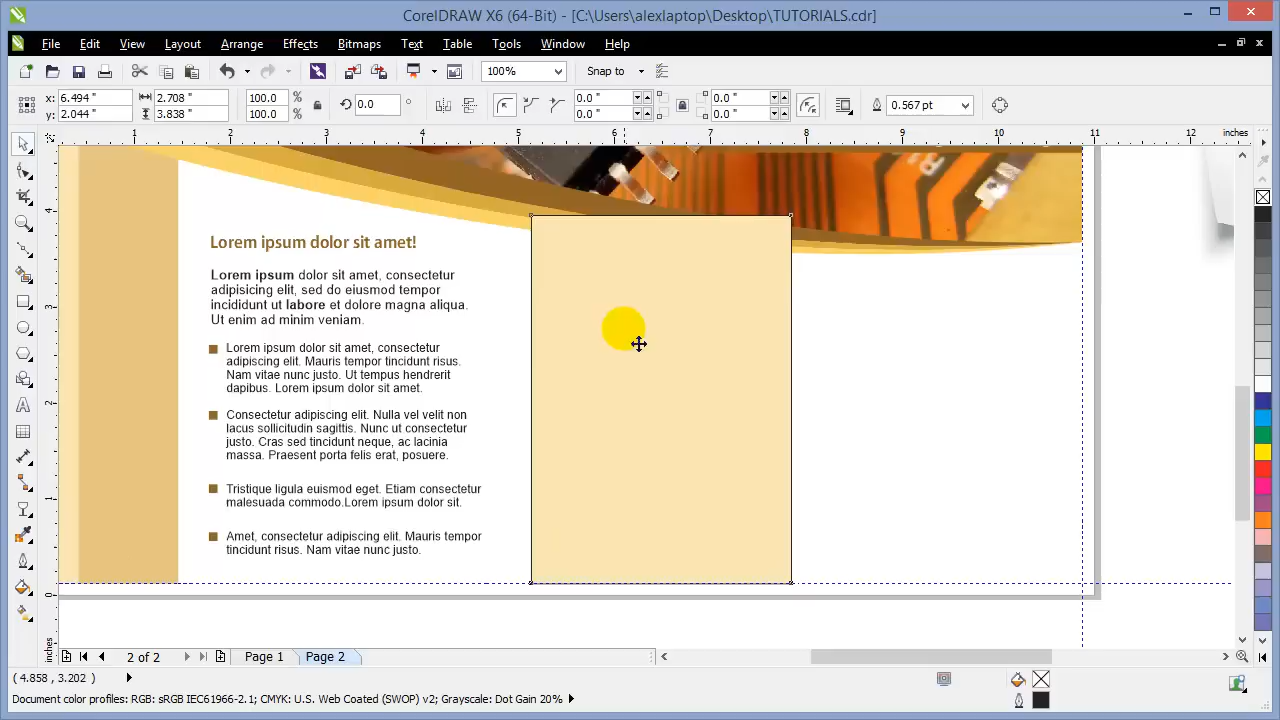 CorelDRAW X6 (64-Bit) - [C:\Users\alexlaptop\Desktop\TUTORIALS.cdr]
File Edit View Layout Arrange Effects Bitmaps Text Table Tools Window Help
100% Snap to
x: 6.494 " 2.708 " 100.0 % 0.0 ° 0.0 " 0.0 " 0.567 pt
y: 2.044 " 3.838 " 100.0 % 0.0 " 0.0 "
1 2 3 4 5 6 7 8 9 10 11 12 inches
4
3
2
1
0
inches
Lorem ipsum dolor sit amet!
Lorem ipsum dolor sit amet, consectetur
adipisicing elit, sed do eiusmod tempor
incididunt ut labore et dolore magna aliqua.
Ut enim ad minim veniam.
Lorem ipsum dolor sit amet, consectetur
adipiscing elit. Mauris tempor tincidunt risus.
Nam vitae nunc justo. Ut tempus hendrerit
dapibus. Lorem ipsum dolor sit amet.
Consectetur adipiscing elit. Nulla vel velit non
lacus sollicitudin sagittis. Nunc ut consectetur
justo. Cras sed tincidunt neque, ac lacinia
massa. Praesent porta felis erat, posuere.
Tristique ligula euismod eget. Etiam consectetur
malesuada commodo.Lorem ipsum dolor sit.
Amet, consectetur adipiscing elit. Mauris tempor
tincidunt risus. Nam vitae nunc justo.
2 of 2 Page 1 Page 2
( 4.858 , 3.202 )
Document color profiles: RGB: sRGB IEC61966-2.1; CMYK: U.S. Web Coated (SWOP) v2; Grayscale: Dot Gain 20%